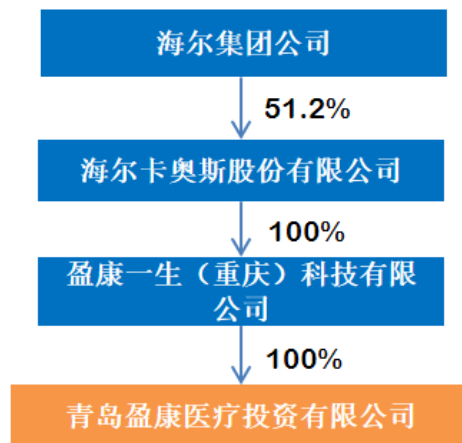 海尔集团公司
51.2%
海尔卡奥斯股份有限公司
100%
盈康一生（重庆）科技有限
公司
100%
青岛盈康医疗投资有限公司